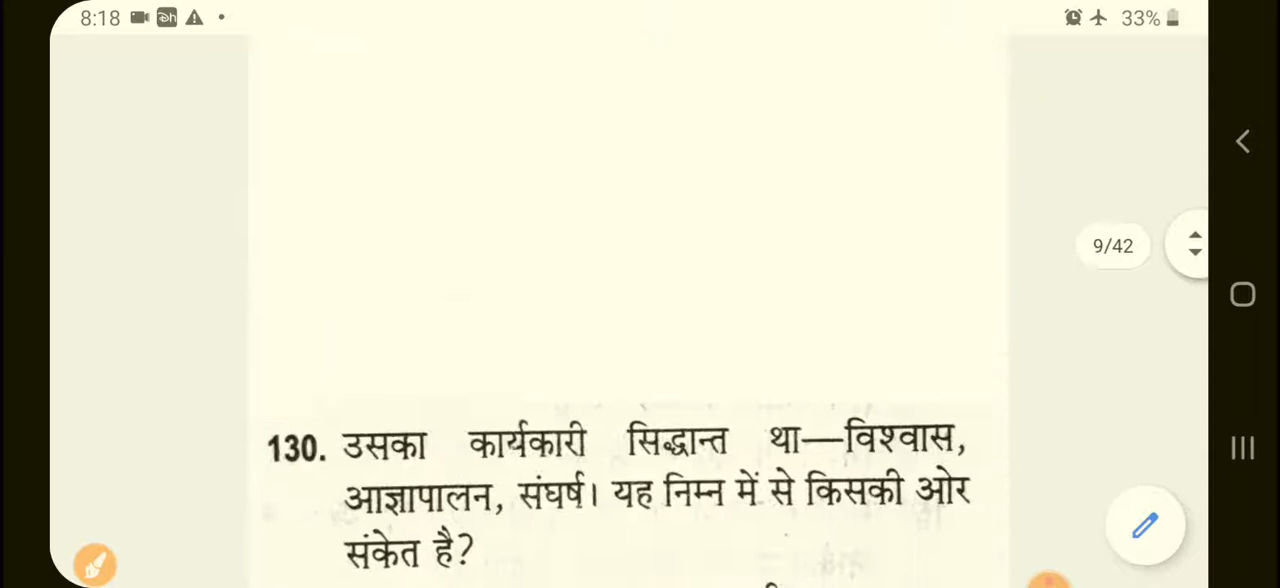 8:18
33%
9/42
130. उसका कार्यकारी सिद्धान्त था—विश्वास,
आज्ञापालन, संघर्ष। यह निम्न में से किसकी ओर
संकेत है?